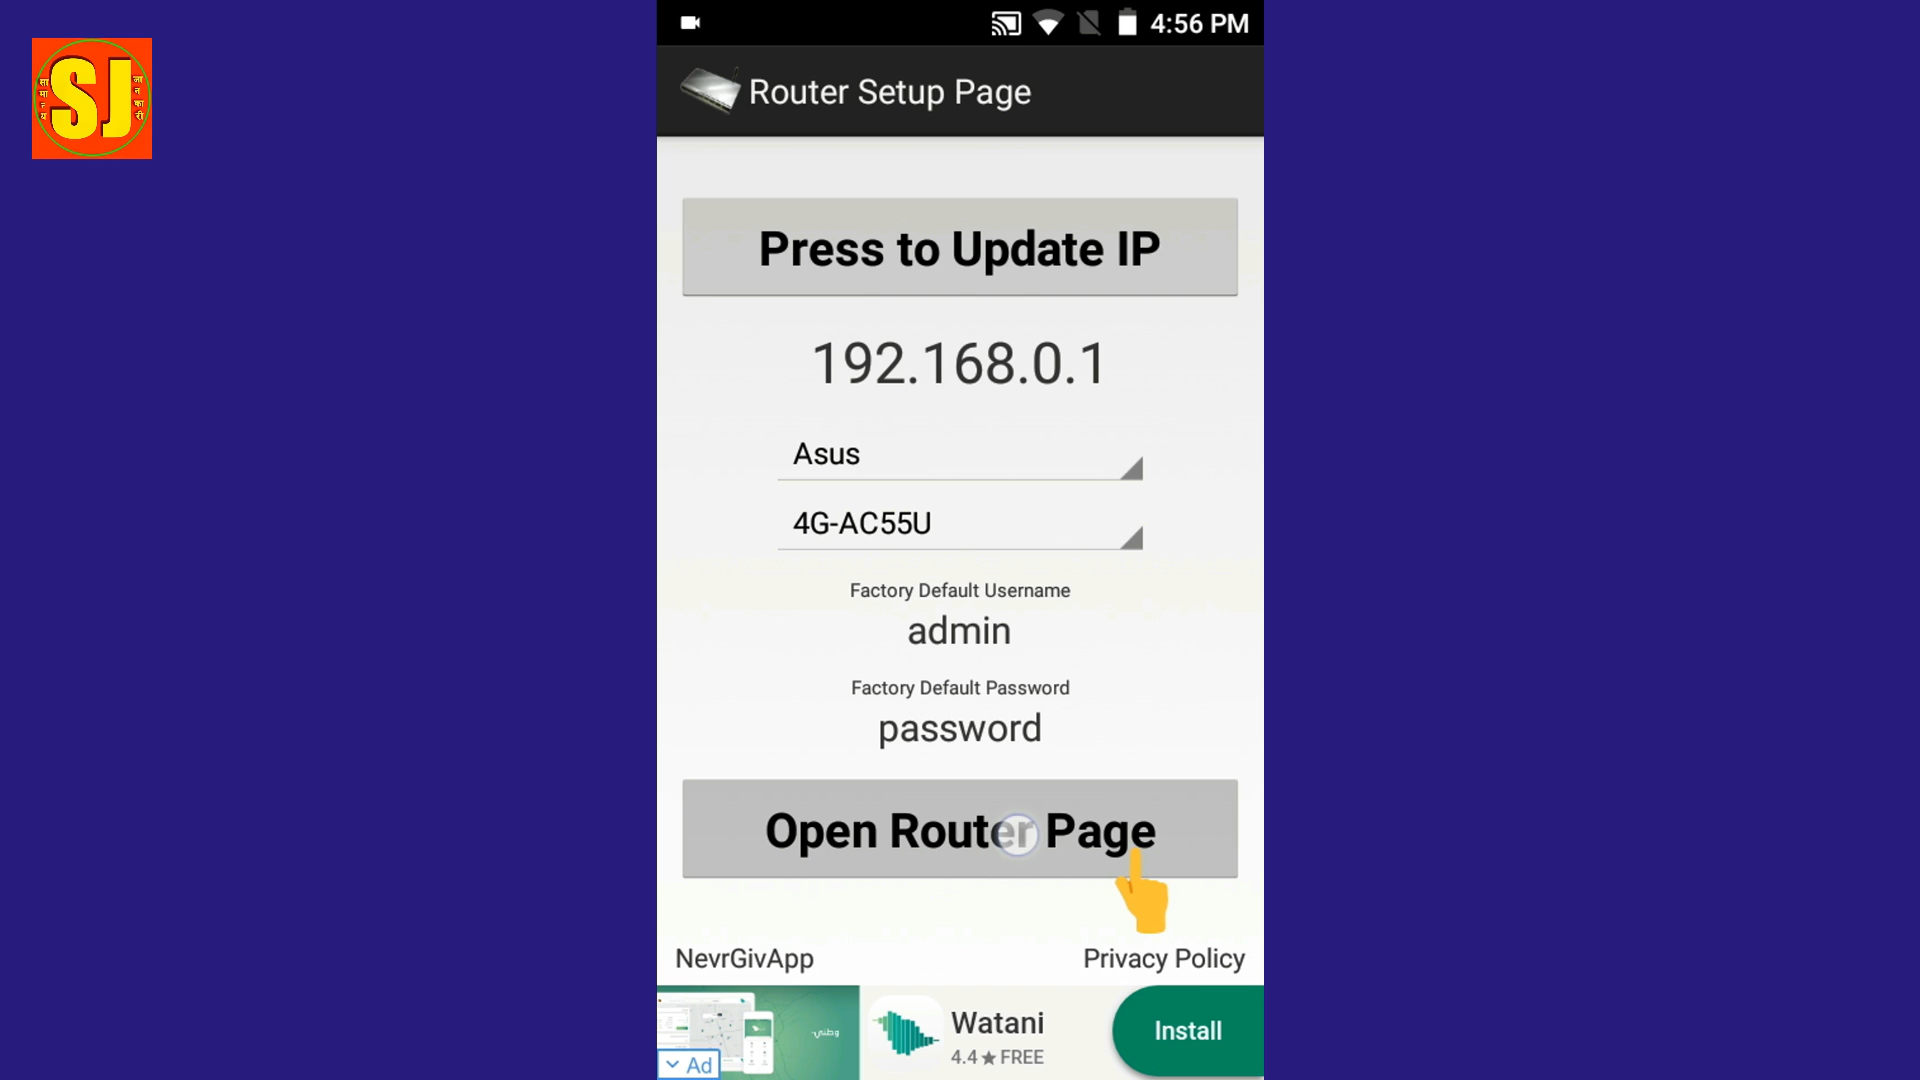 SJ
सामान्य
जानकारी
4:56 PM
Router Setup Page
Press to Update IP
192.168.0.1
Asus
4G-AC55U
Factory Default Username
admin
Factory Default Password
password
Open Router Page
NevrGivApp
Privacy Policy
وطني
Watani
4.4★ FREE
Install
Ad